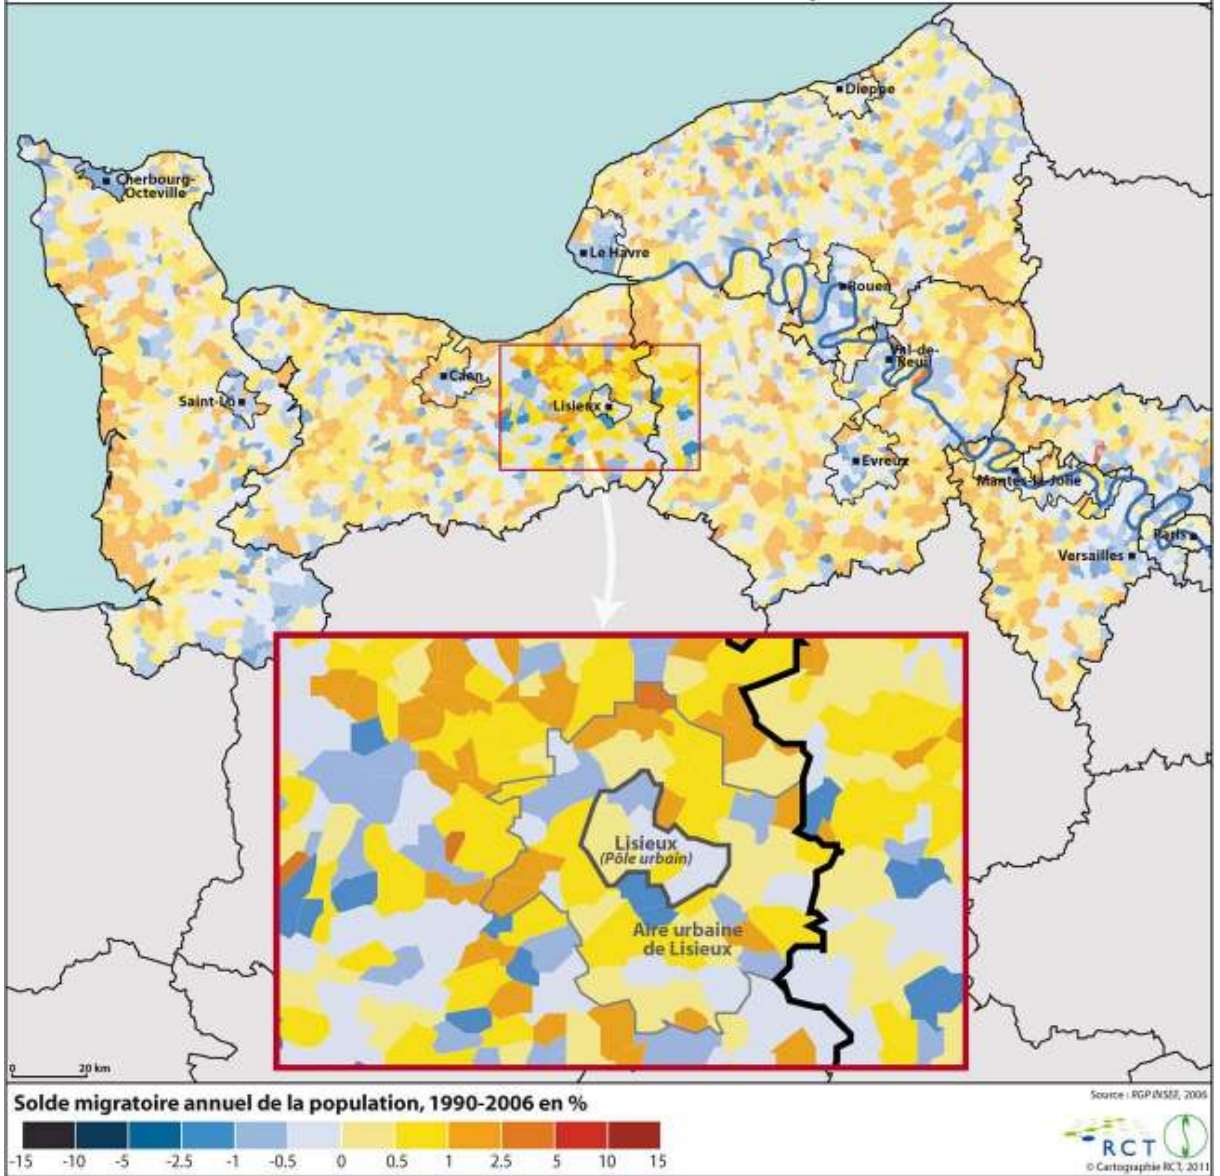 Dieppe
Cherbourg-
Octeville
Le Havre
Rouen
Val-de-
Reuil
Caen
Saint-Lô
Lisieux
Evreux
Mantes-la-Jolie
Paris
Versailles
Lisieux
(Pôle urbain)
Aire urbaine
de Lisieux
0 20 km
Solde migratoire annuel de la population, 1990-2006 en %
Source : RGP INSEE, 2006
-15 -10 -5 -2.5 -1 -0.5 0 0.5 1 2.5 5 10 15
RCT
© Cartographie RCT, 2011